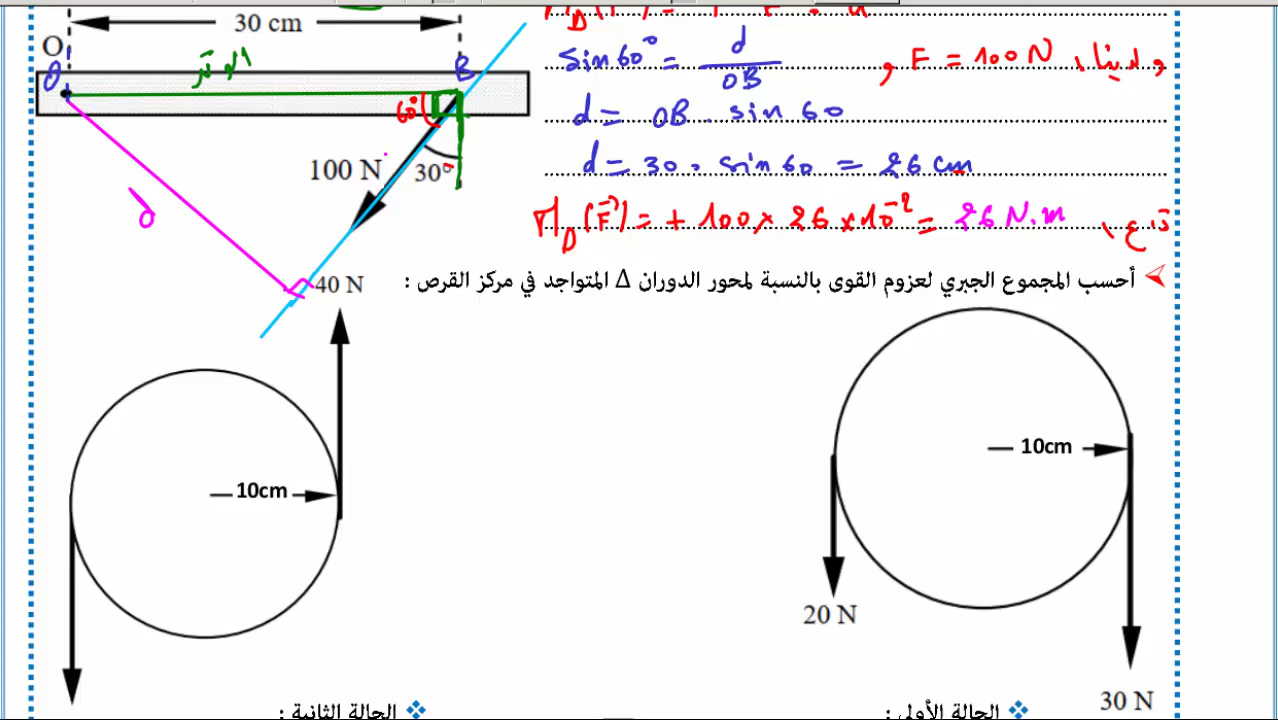 30 cm
O
B
sin 60° = d / OB
و لدينا، F = 100 N ,
d = OB . sin 60
60°
100 N
30°
d = 30 . sin 60 = 26 cm
d
(F) = + 100 × 26 × 10⁻² = 26 N.m
40 N
أحسب المجموع الجبري لعزوم القوى بالنسبة لمحور الدوران Δ المتواجد في مركز القرص :
10cm
10cm
20 N
30 N
الحالة الأولى :
الحالة الثانية :